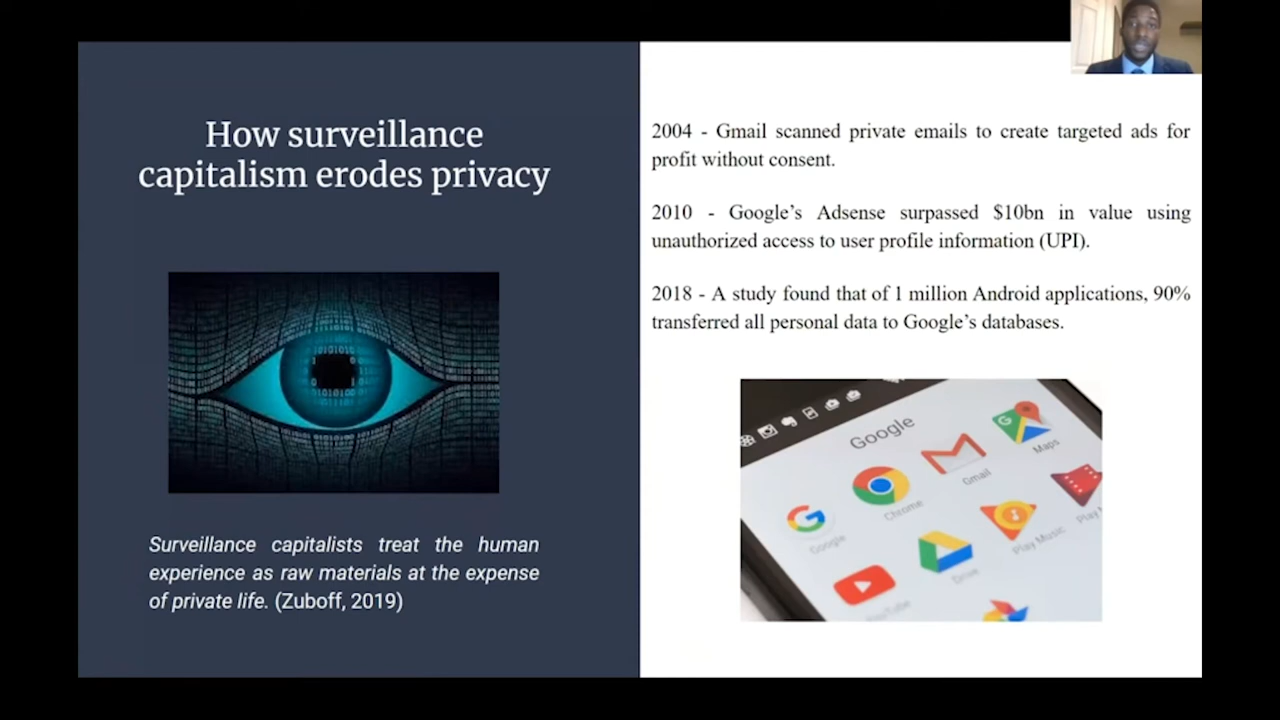 How surveillance
capitalism erodes privacy
Surveillance capitalists treat the human
experience as raw materials at the expense
of private life. (Zuboff, 2019)
2004 - Gmail scanned private emails to create targeted ads for
profit without consent.
2010 - Google's Adsense surpassed $10bn in value using
unauthorized access to user profile information (UPI).
2018 - A study found that of 1 million Android applications, 90%
transferred all personal data to Google's databases.
Google
Google
Chrome
Gmail
Maps
YouTube
Drive
Play Music
Play